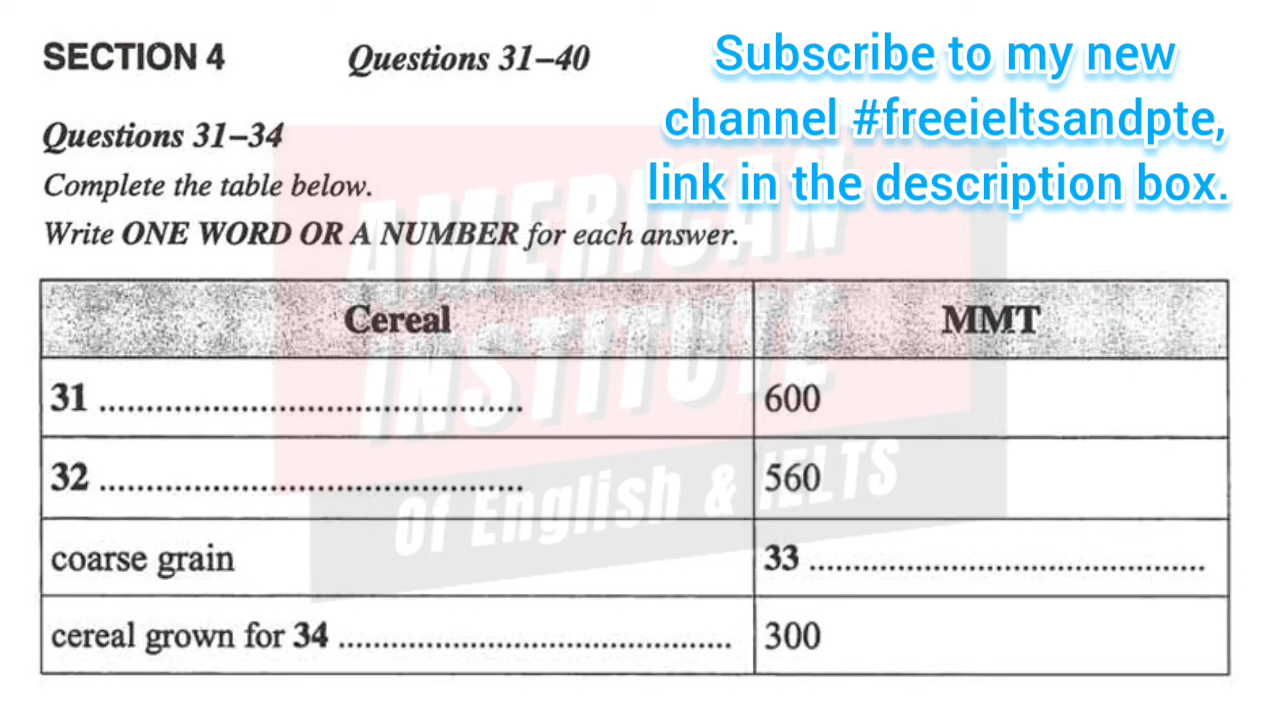 SECTION 4 Questions 31–40
Subscribe to my new
channel #freeieltsandpte,
link in the description box.
Questions 31–34
Complete the table below.
Write ONE WORD OR A NUMBER for each answer.
AMERICAN
INSTITUTE
of English & IELTS
Cereal MMT
31 ............................................. 600
32 ............................................. 560
coarse grain 33 ..........................................
cereal grown for 34 .......................................... 300